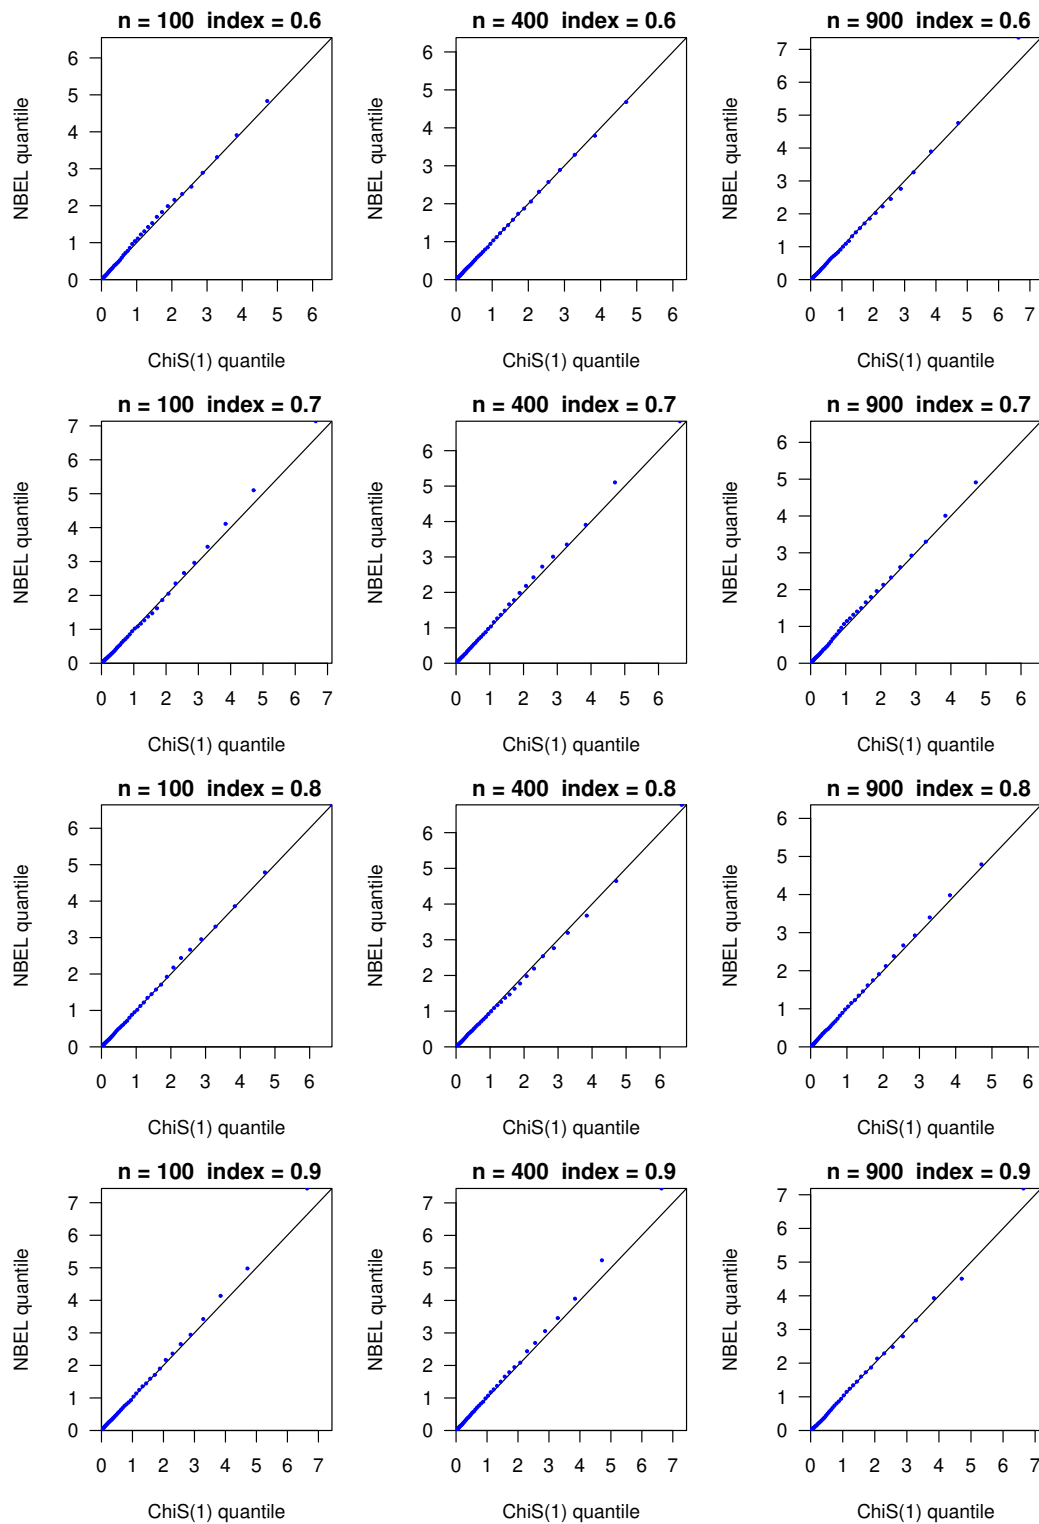 n = 100  index = 0.6
n = 400  index = 0.6
n = 900  index = 0.6
NBEL quantile
0 1 2 3 4 5 6
0 1 2 3 4 5 6
ChiS(1) quantile
NBEL quantile
0 1 2 3 4 5 6
0 1 2 3 4 5 6
ChiS(1) quantile
NBEL quantile
0 1 2 3 4 5 6 7
0 1 2 3 4 5 6 7
ChiS(1) quantile
n = 100  index = 0.7
n = 400  index = 0.7
n = 900  index = 0.7
NBEL quantile
0 1 2 3 4 5 6 7
0 1 2 3 4 5 6 7
ChiS(1) quantile
NBEL quantile
0 1 2 3 4 5 6
0 1 2 3 4 5 6
ChiS(1) quantile
NBEL quantile
0 1 2 3 4 5 6
0 1 2 3 4 5 6
ChiS(1) quantile
n = 100  index = 0.8
n = 400  index = 0.8
n = 900  index = 0.8
NBEL quantile
0 1 2 3 4 5 6
0 1 2 3 4 5 6
ChiS(1) quantile
NBEL quantile
0 1 2 3 4 5 6
0 1 2 3 4 5 6
ChiS(1) quantile
NBEL quantile
0 1 2 3 4 5 6
0 1 2 3 4 5 6
ChiS(1) quantile
n = 100  index = 0.9
n = 400  index = 0.9
n = 900  index = 0.9
NBEL quantile
0 1 2 3 4 5 6 7
0 1 2 3 4 5 6 7
ChiS(1) quantile
NBEL quantile
0 1 2 3 4 5 6 7
0 1 2 3 4 5 6 7
ChiS(1) quantile
NBEL quantile
0 1 2 3 4 5 6 7
0 1 2 3 4 5 6 7
ChiS(1) quantile